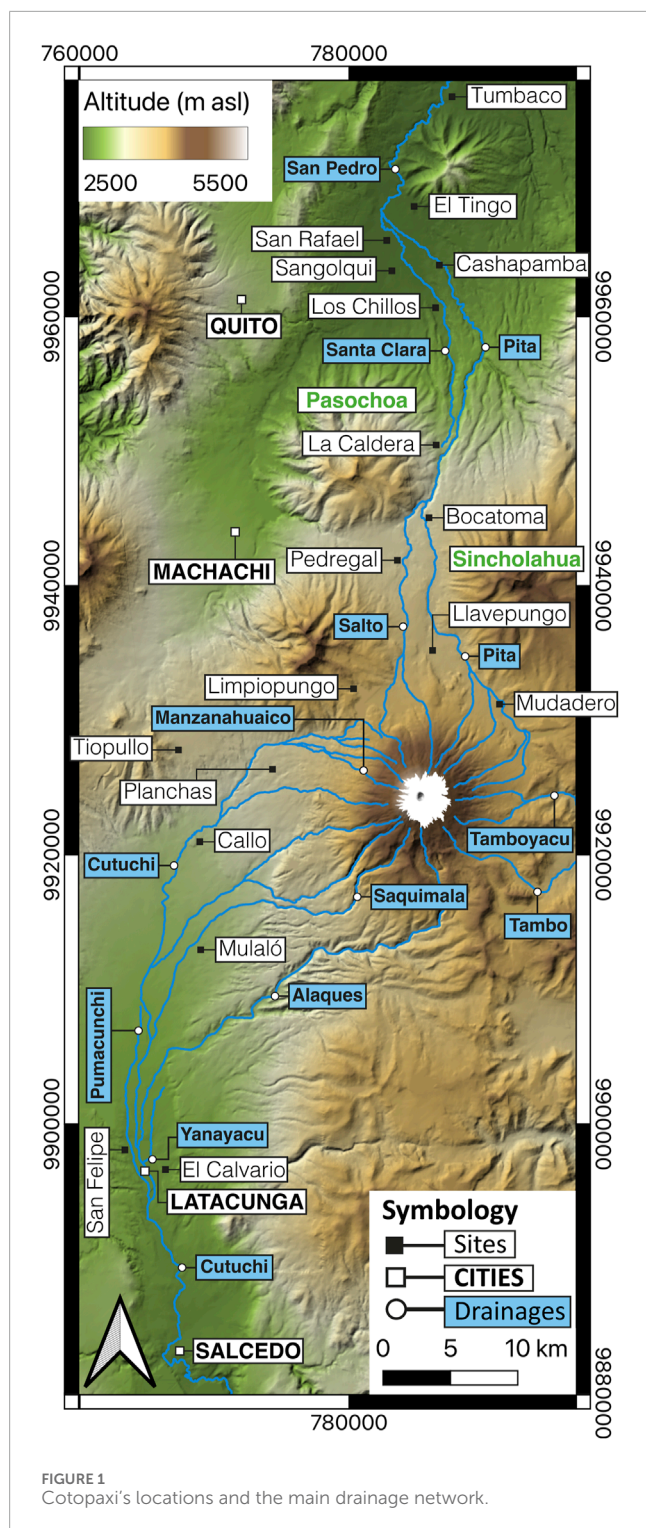 760000
780000
Altitude (m asl)
2500
5500
Tumbaco
San Pedro
El Tingo
San Rafael
Cashapamba
Sangolqui
9960000
QUITO
Los Chillos
9960000
Santa Clara
Pita
Pasochoa
La Caldera
Bocatoma
MACHACHI
Pedregal
Sincholahua
9940000
9940000
Llavepungo
Salto
Pita
Limpiopungo
Mudadero
Manzanahuaico
Tiopullo
Planchas
Callo
Tamboyacu
9920000
9920000
Cutuchi
Saquimala
Tambo
Mulaló
Alaques
Pumacunchi
9900000
9900000
Yanayacu
San Felipe
El Calvario
LATACUNGA
Symbology
Sites
CITIES
Drainages
Cutuchi
0 5 10 km
SALCEDO
9880000
780000
FIGURE 1
Cotopaxi's locations and the main drainage network.